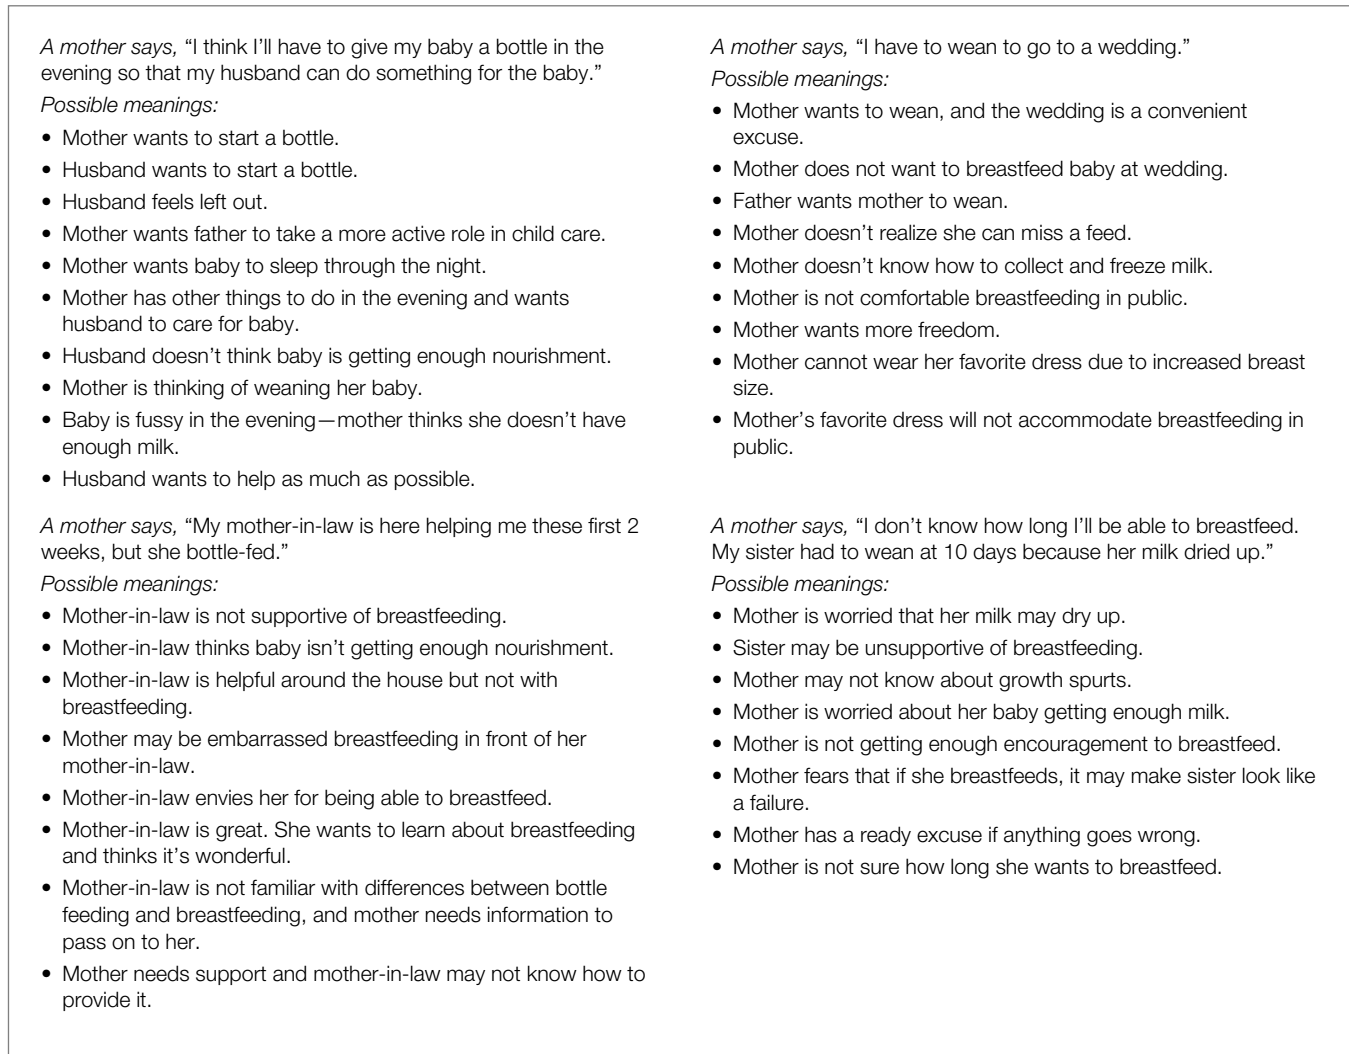 A mother says, “I think I’ll have to give my baby a bottle in the
evening so that my husband can do something for the baby.”
Possible meanings:
• Mother wants to start a bottle.
• Husband wants to start a bottle.
• Husband feels left out.
• Mother wants father to take a more active role in child care.
• Mother wants baby to sleep through the night.
• Mother has other things to do in the evening and wants
husband to care for baby.
• Husband doesn’t think baby is getting enough nourishment.
• Mother is thinking of weaning her baby.
• Baby is fussy in the evening—mother thinks she doesn’t have
enough milk.
• Husband wants to help as much as possible.
A mother says, “I have to wean to go to a wedding.”
Possible meanings:
• Mother wants to wean, and the wedding is a convenient
excuse.
• Mother does not want to breastfeed baby at wedding.
• Father wants mother to wean.
• Mother doesn’t realize she can miss a feed.
• Mother doesn’t know how to collect and freeze milk.
• Mother is not comfortable breastfeeding in public.
• Mother wants more freedom.
• Mother cannot wear her favorite dress due to increased breast
size.
• Mother’s favorite dress will not accommodate breastfeeding in
public.
A mother says, “My mother-in-law is here helping me these first 2
weeks, but she bottle-fed.”
Possible meanings:
• Mother-in-law is not supportive of breastfeeding.
• Mother-in-law thinks baby isn’t getting enough nourishment.
• Mother-in-law is helpful around the house but not with
breastfeeding.
• Mother may be embarrassed breastfeeding in front of her
mother-in-law.
• Mother-in-law envies her for being able to breastfeed.
• Mother-in-law is great. She wants to learn about breastfeeding
and thinks it’s wonderful.
• Mother-in-law is not familiar with differences between bottle
feeding and breastfeeding, and mother needs information to
pass on to her.
• Mother needs support and mother-in-law may not know how to
provide it.
A mother says, “I don’t know how long I’ll be able to breastfeed.
My sister had to wean at 10 days because her milk dried up.”
Possible meanings:
• Mother is worried that her milk may dry up.
• Sister may be unsupportive of breastfeeding.
• Mother may not know about growth spurts.
• Mother is worried about her baby getting enough milk.
• Mother is not getting enough encouragement to breastfeed.
• Mother fears that if she breastfeeds, it may make sister look like
a failure.
• Mother has a ready excuse if anything goes wrong.
• Mother is not sure how long she wants to breastfeed.